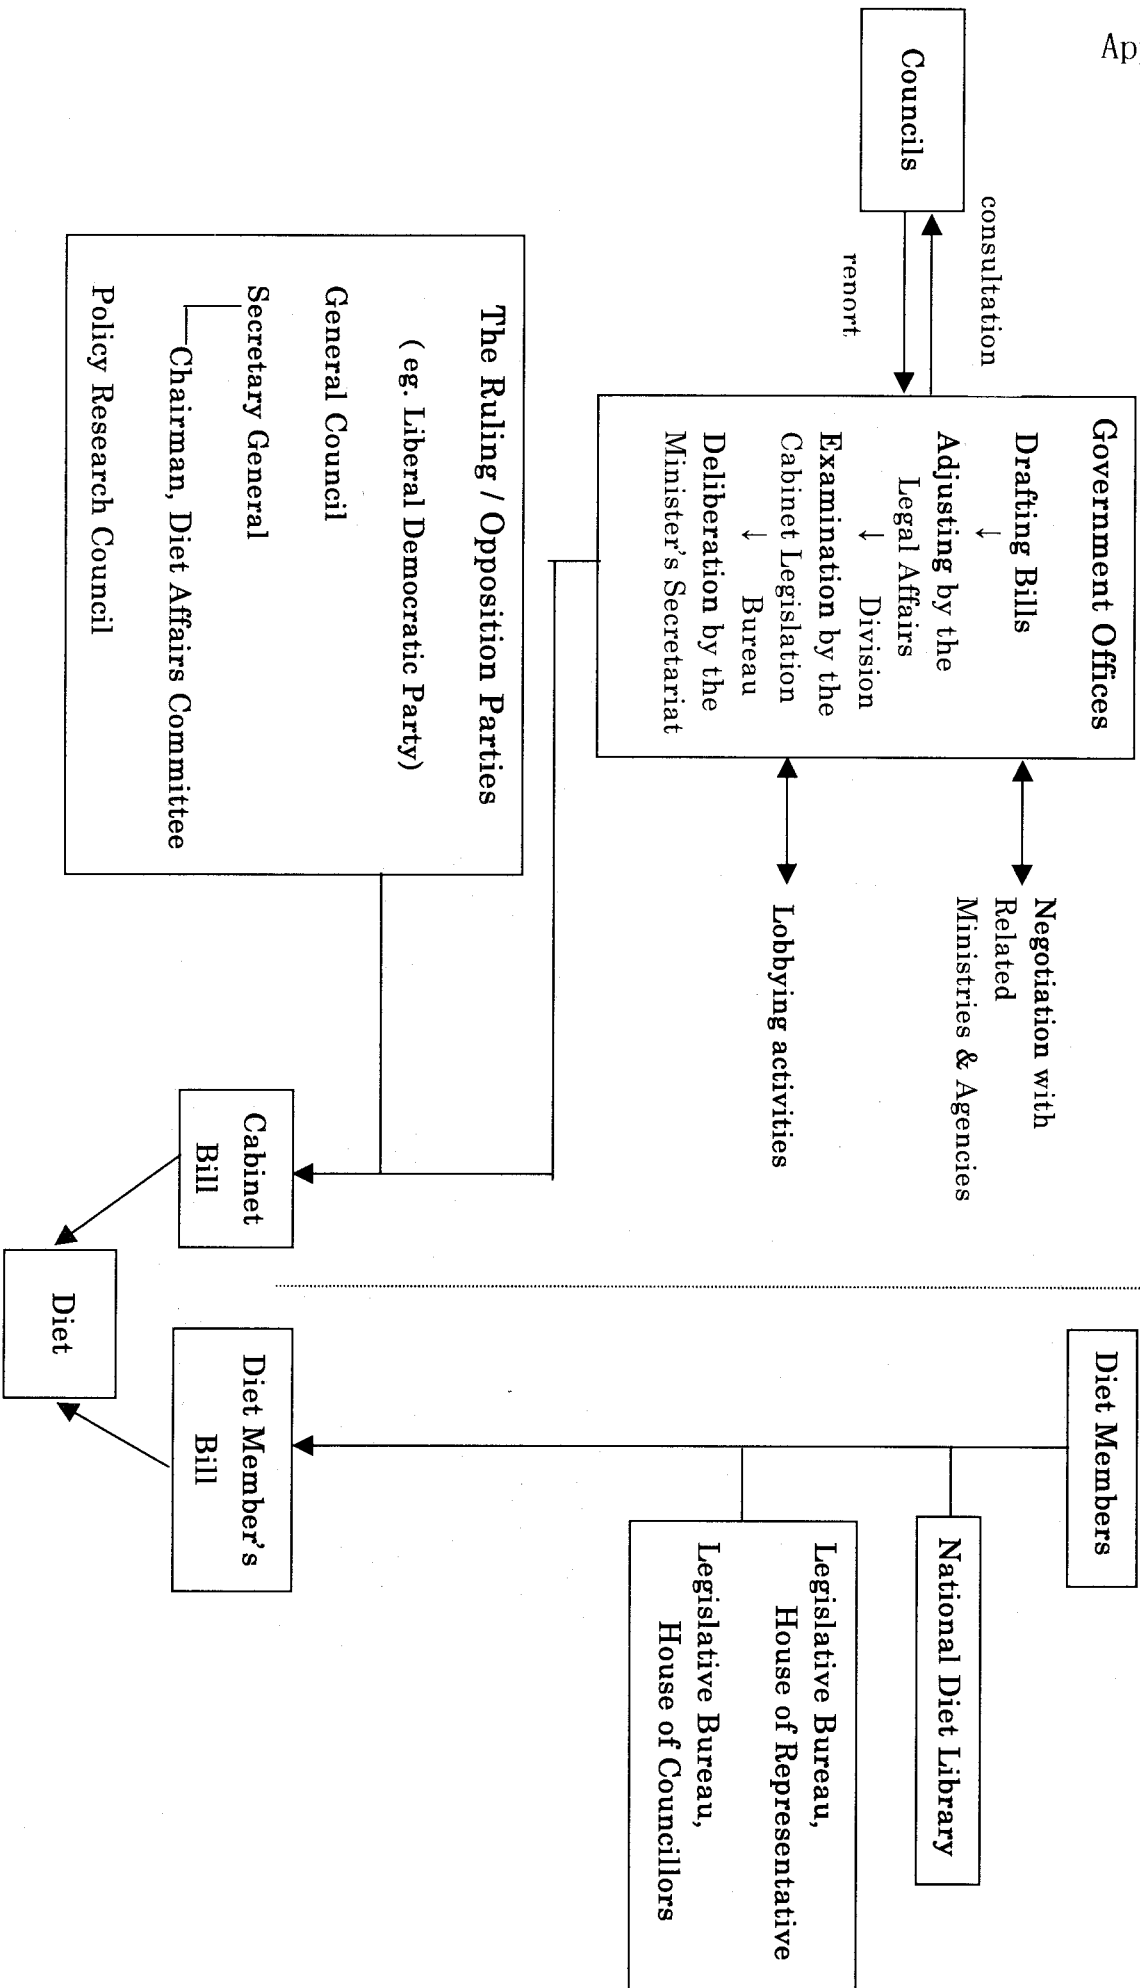 Ap
Councils
consultation
renort
Government Offices
Drafting Bills
↓
Adjusting by the
Legal Affairs
↓ Division
Examination by the
Cabinet Legislation
↓ Bureau
Deliberation by the
Minister's Secretariat
Negotiation with
Related
Ministries & Agencies
Lobbying activities
The Ruling / Opposition Parties
( eg. Liberal Democratic Party)
General Council
Secretary General
Chairman, Diet Affairs Committee
Policy Research Council
Cabinet
Bill
Diet Members
National Diet Library
Legislative Bureau,
House of Representative
Legislative Bureau,
House of Councillors
Diet Member's
Bill
Diet